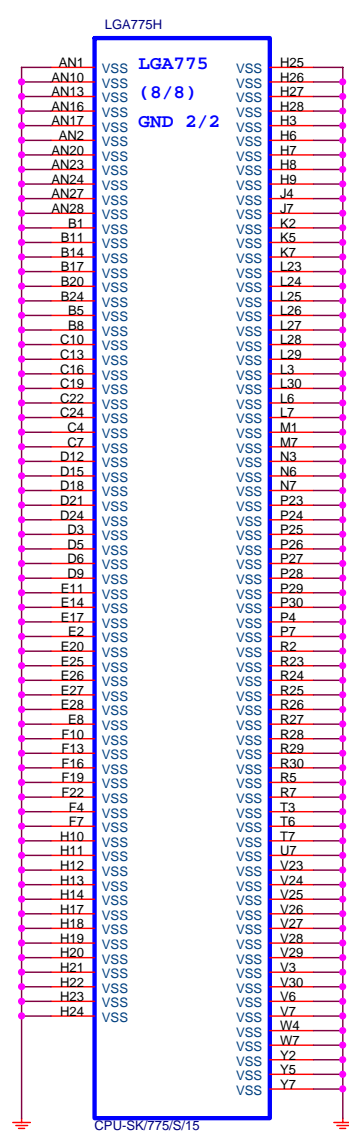 LGA775H
AN1 VSS LGA775 VSS H25
AN10 VSS VSS H26
AN13 VSS (8/8) VSS H27
AN16 VSS VSS H28
AN17 VSS GND 2/2 VSS H3
AN2 VSS VSS H6
AN20 VSS VSS H7
AN23 VSS VSS H8
AN24 VSS VSS H9
AN27 VSS VSS J4
AN28 VSS VSS J7
B1 VSS VSS K2
B11 VSS VSS K5
B14 VSS VSS K7
B17 VSS VSS L23
B20 VSS VSS L24
B24 VSS VSS L25
B5 VSS VSS L26
B8 VSS VSS L27
C10 VSS VSS L28
C13 VSS VSS L29
C16 VSS VSS L3
C19 VSS VSS L30
C22 VSS VSS L6
C24 VSS VSS L7
C4 VSS VSS M1
C7 VSS VSS M7
D12 VSS VSS N3
D15 VSS VSS N6
D18 VSS VSS N7
D21 VSS VSS P23
D24 VSS VSS P24
D3 VSS VSS P25
D5 VSS VSS P26
D6 VSS VSS P27
D9 VSS VSS P28
E11 VSS VSS P29
E14 VSS VSS P30
E17 VSS VSS P4
E2 VSS VSS P7
E20 VSS VSS R2
E25 VSS VSS R23
E26 VSS VSS R24
E27 VSS VSS R25
E28 VSS VSS R26
E8 VSS VSS R27
F10 VSS VSS R28
F13 VSS VSS R29
F16 VSS VSS R30
F19 VSS VSS R5
F22 VSS VSS R7
F4 VSS VSS T3
F7 VSS VSS T6
H10 VSS VSS T7
H11 VSS VSS U7
H12 VSS VSS V23
H13 VSS VSS V24
H14 VSS VSS V25
H17 VSS VSS V26
H18 VSS VSS V27
H19 VSS VSS V28
H20 VSS VSS V29
H21 VSS VSS V3
H22 VSS VSS V30
H23 VSS VSS V6
H24 VSS VSS V7
VSS W4
VSS W7
VSS Y2
VSS Y5
VSS Y7
CPU-SK/775/S/15